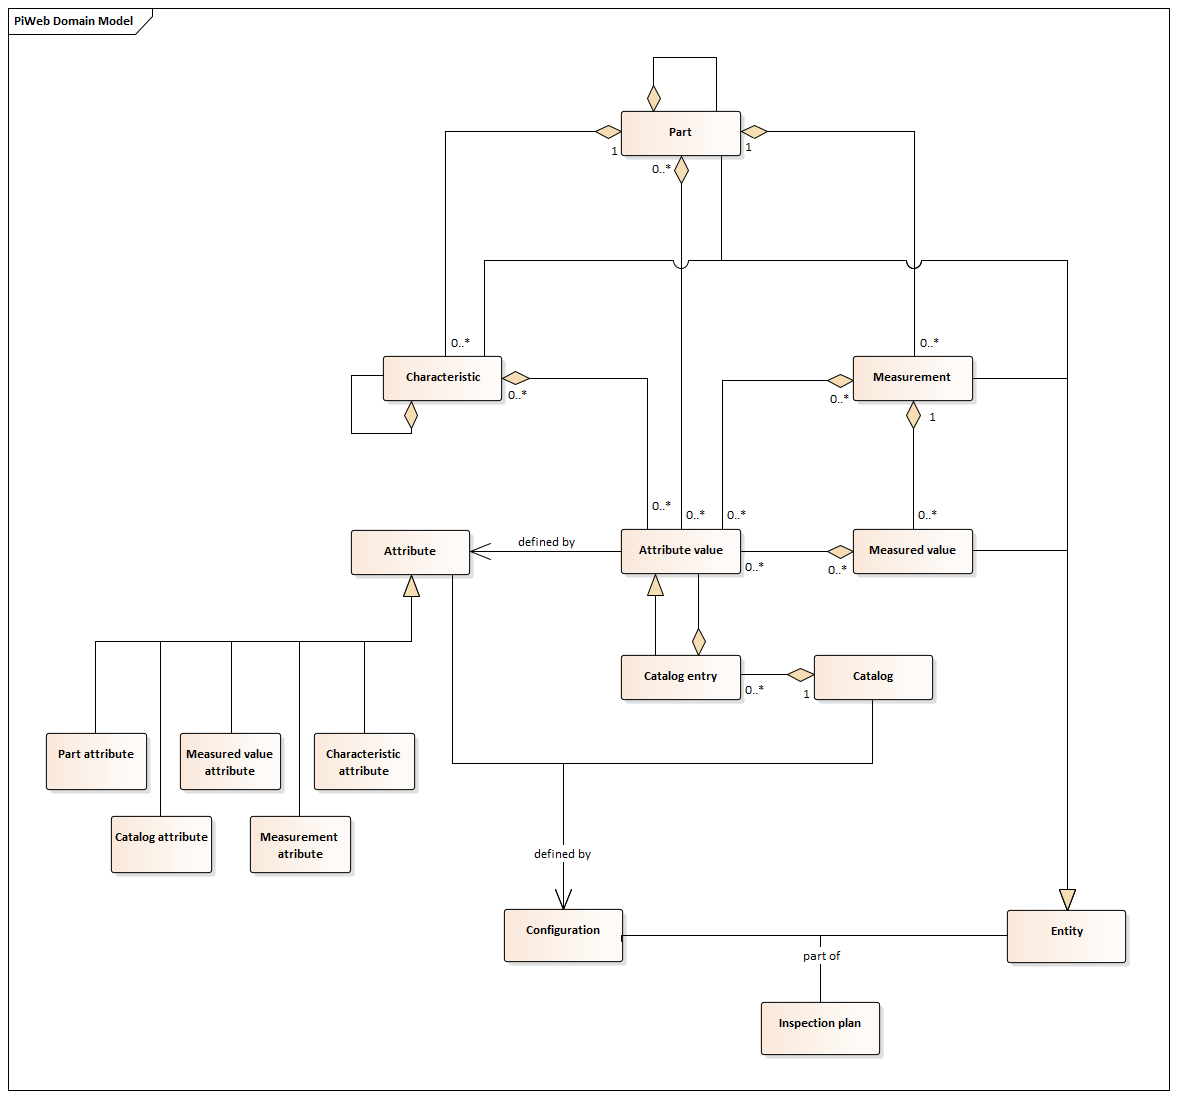 PiWeb Domain Model
Part
1
1
0..*
0..*
0..*
Characteristic
Measurement
0..*
0..*
1
0..*
0..*
0..*
0..*
Attribute
defined by
Attribute value
Measured value
0..*
0..*
Catalog entry
Catalog
0..*
1
Part attribute
Measured value
attribute
Characteristic
attribute
Catalog attribute
Measurement
atribute
defined by
Configuration
Entity
part of
Inspection plan